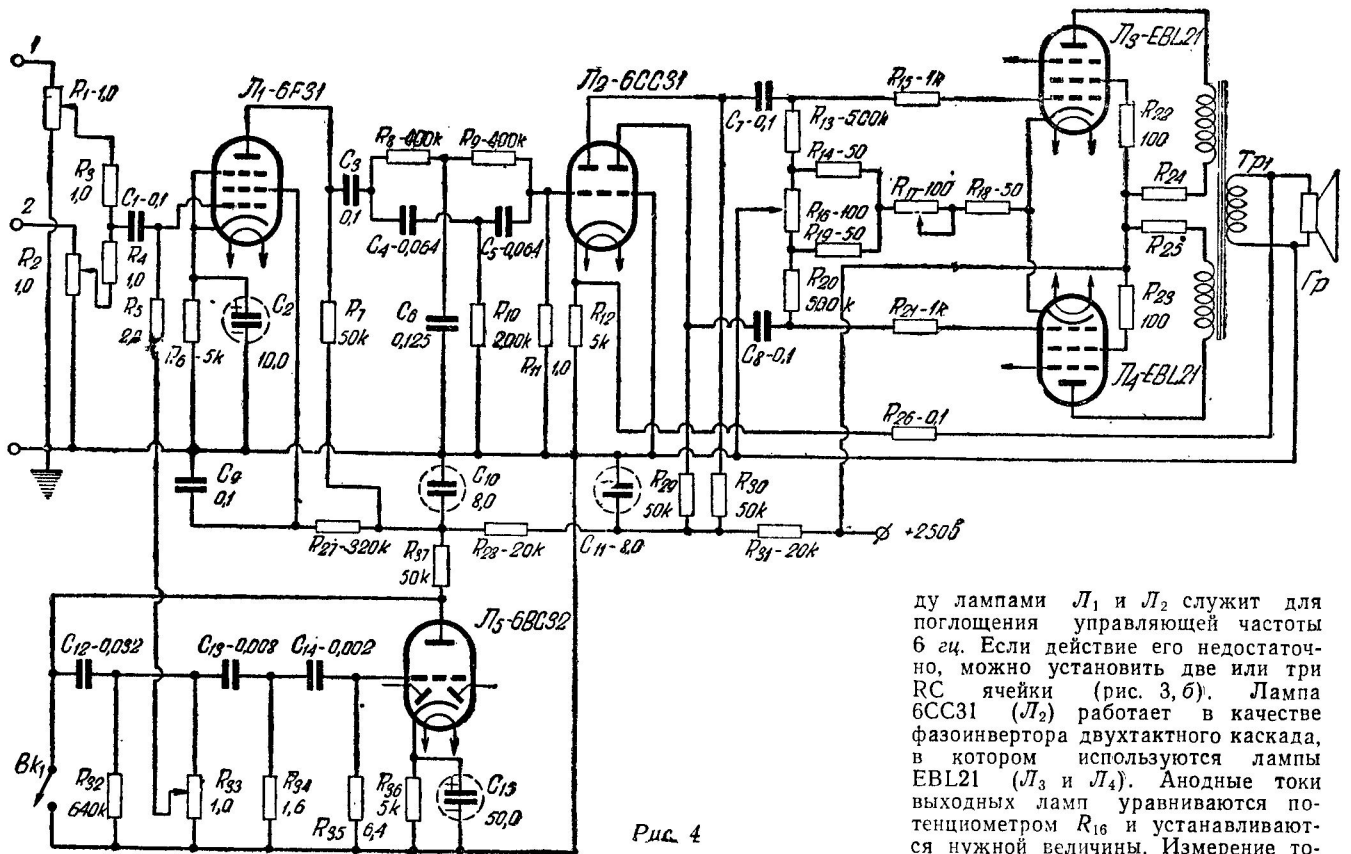 1
R₁-1,0
R₃
1,0
C₁-0,1
2
R₂
1,0
R₄
1,0
R₅
R₆-5k
Л₁-6F31
C₂
10,0
R₇
50k
C₃
0,1
R₈-400k
R₉-400k
C₄-0,064
C₅-0,064
C₆
0,125
R₁₀
200k
R₁₁ 1,0
R₁₂
5k
Л₂-6CC31
C₇-0,1
R₁₃-500k
R₁₄-50
R₁₅-1k
R₁₆-100
R₁₇-100
R₁₈-50
R₁₉-50
R₂₀
500k
C₈-0,1
R₂₁-1k
Л₃-EBL21
R₂₂
100
R₂₄
R₂₅
R₂₃
100
Л₄-EBL21
Тр₁
Гр
R₂₆-0,1
C₉
0,1
C₁₀
8,0
R₂₇-320k
R₂₈-20k
C₁₁-8,0
R₂₉
50k
R₃₀
50k
R₃₁-20k
+250в
R₃₇
50k
Л₅-6BC32
C₁₂-0,032
C₁₃-0,008
C₁₄-0,002
Вк₁
R₃₂
640k
R₃₃
1,0
R₃₄
1,6
R₃₅
6,4
R₃₆
5k
C₁₅
50,0
Рис. 4
ду лампами Л₁ и Л₂ служит для
поглощения управляющей частоты
6 гц. Если действие его недостаточ-
но, можно установить две или три
RC ячейки (рис. 3, б). Лампа
6CC31 (Л₂) работает в качестве
фазоинвертора двухтактного каскада,
в котором используются лампы
EBL21 (Л₃ и Л₄). Анодные токи
выходных ламп уравниваются по-
тенциометром R₁₆ и устанавливают-
ся нужной величины. Измерение то-